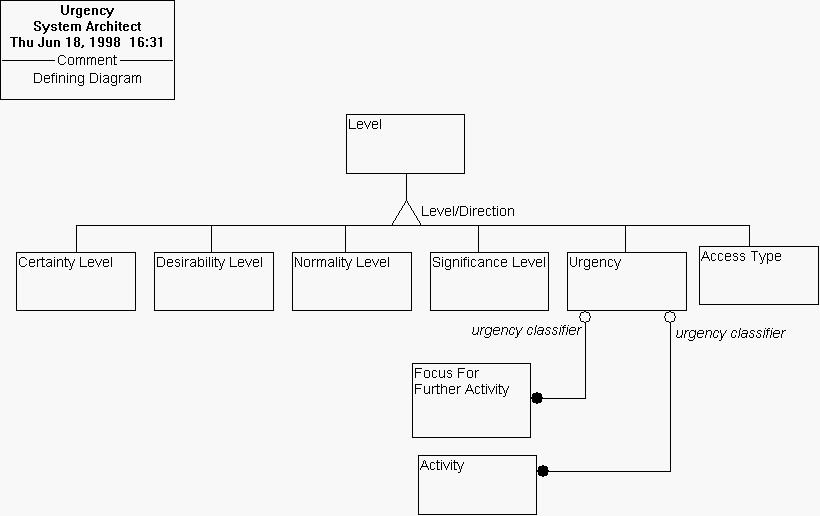 Urgency
System Architect
Thu Jun 18, 1998 16:31
Comment
Defining Diagram
Level
Level/Direction
Certainty Level
Desirability Level
Normality Level
Significance Level
Urgency
Access Type
urgency classifier
urgency classifier
Focus For
Further Activity
Activity